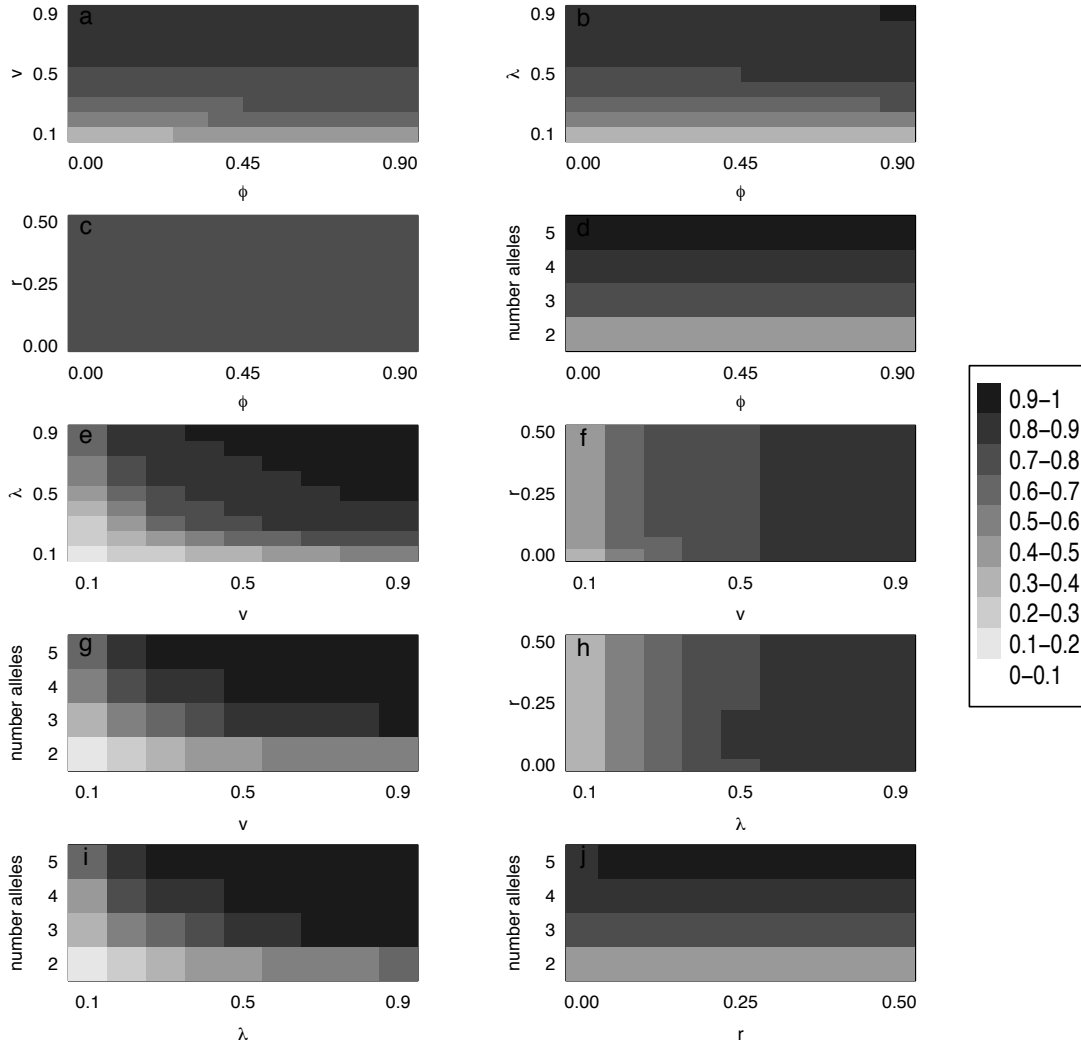 a
0.9
0.5
0.1
v
0.00 0.45 0.90
ϕ
b
0.9
0.5
0.1
λ
0.00 0.45 0.90
ϕ
c
0.50
0.25
0.00
r
0.00 0.45 0.90
ϕ
d
5
4
3
2
number alleles
0.00 0.45 0.90
ϕ
e
0.9
0.5
0.1
λ
0.1 0.5 0.9
v
f
0.50
0.25
0.00
r
0.1 0.5 0.9
v
g
5
4
3
2
number alleles
0.1 0.5 0.9
v
h
0.50
0.25
0.00
r
0.1 0.5 0.9
λ
i
5
4
3
2
number alleles
0.1 0.5 0.9
λ
j
5
4
3
2
number alleles
0.00 0.25 0.50
r
0.9−1
0.8−0.9
0.7−0.8
0.6−0.7
0.5−0.6
0.4−0.5
0.3−0.4
0.2−0.3
0.1−0.2
0−0.1